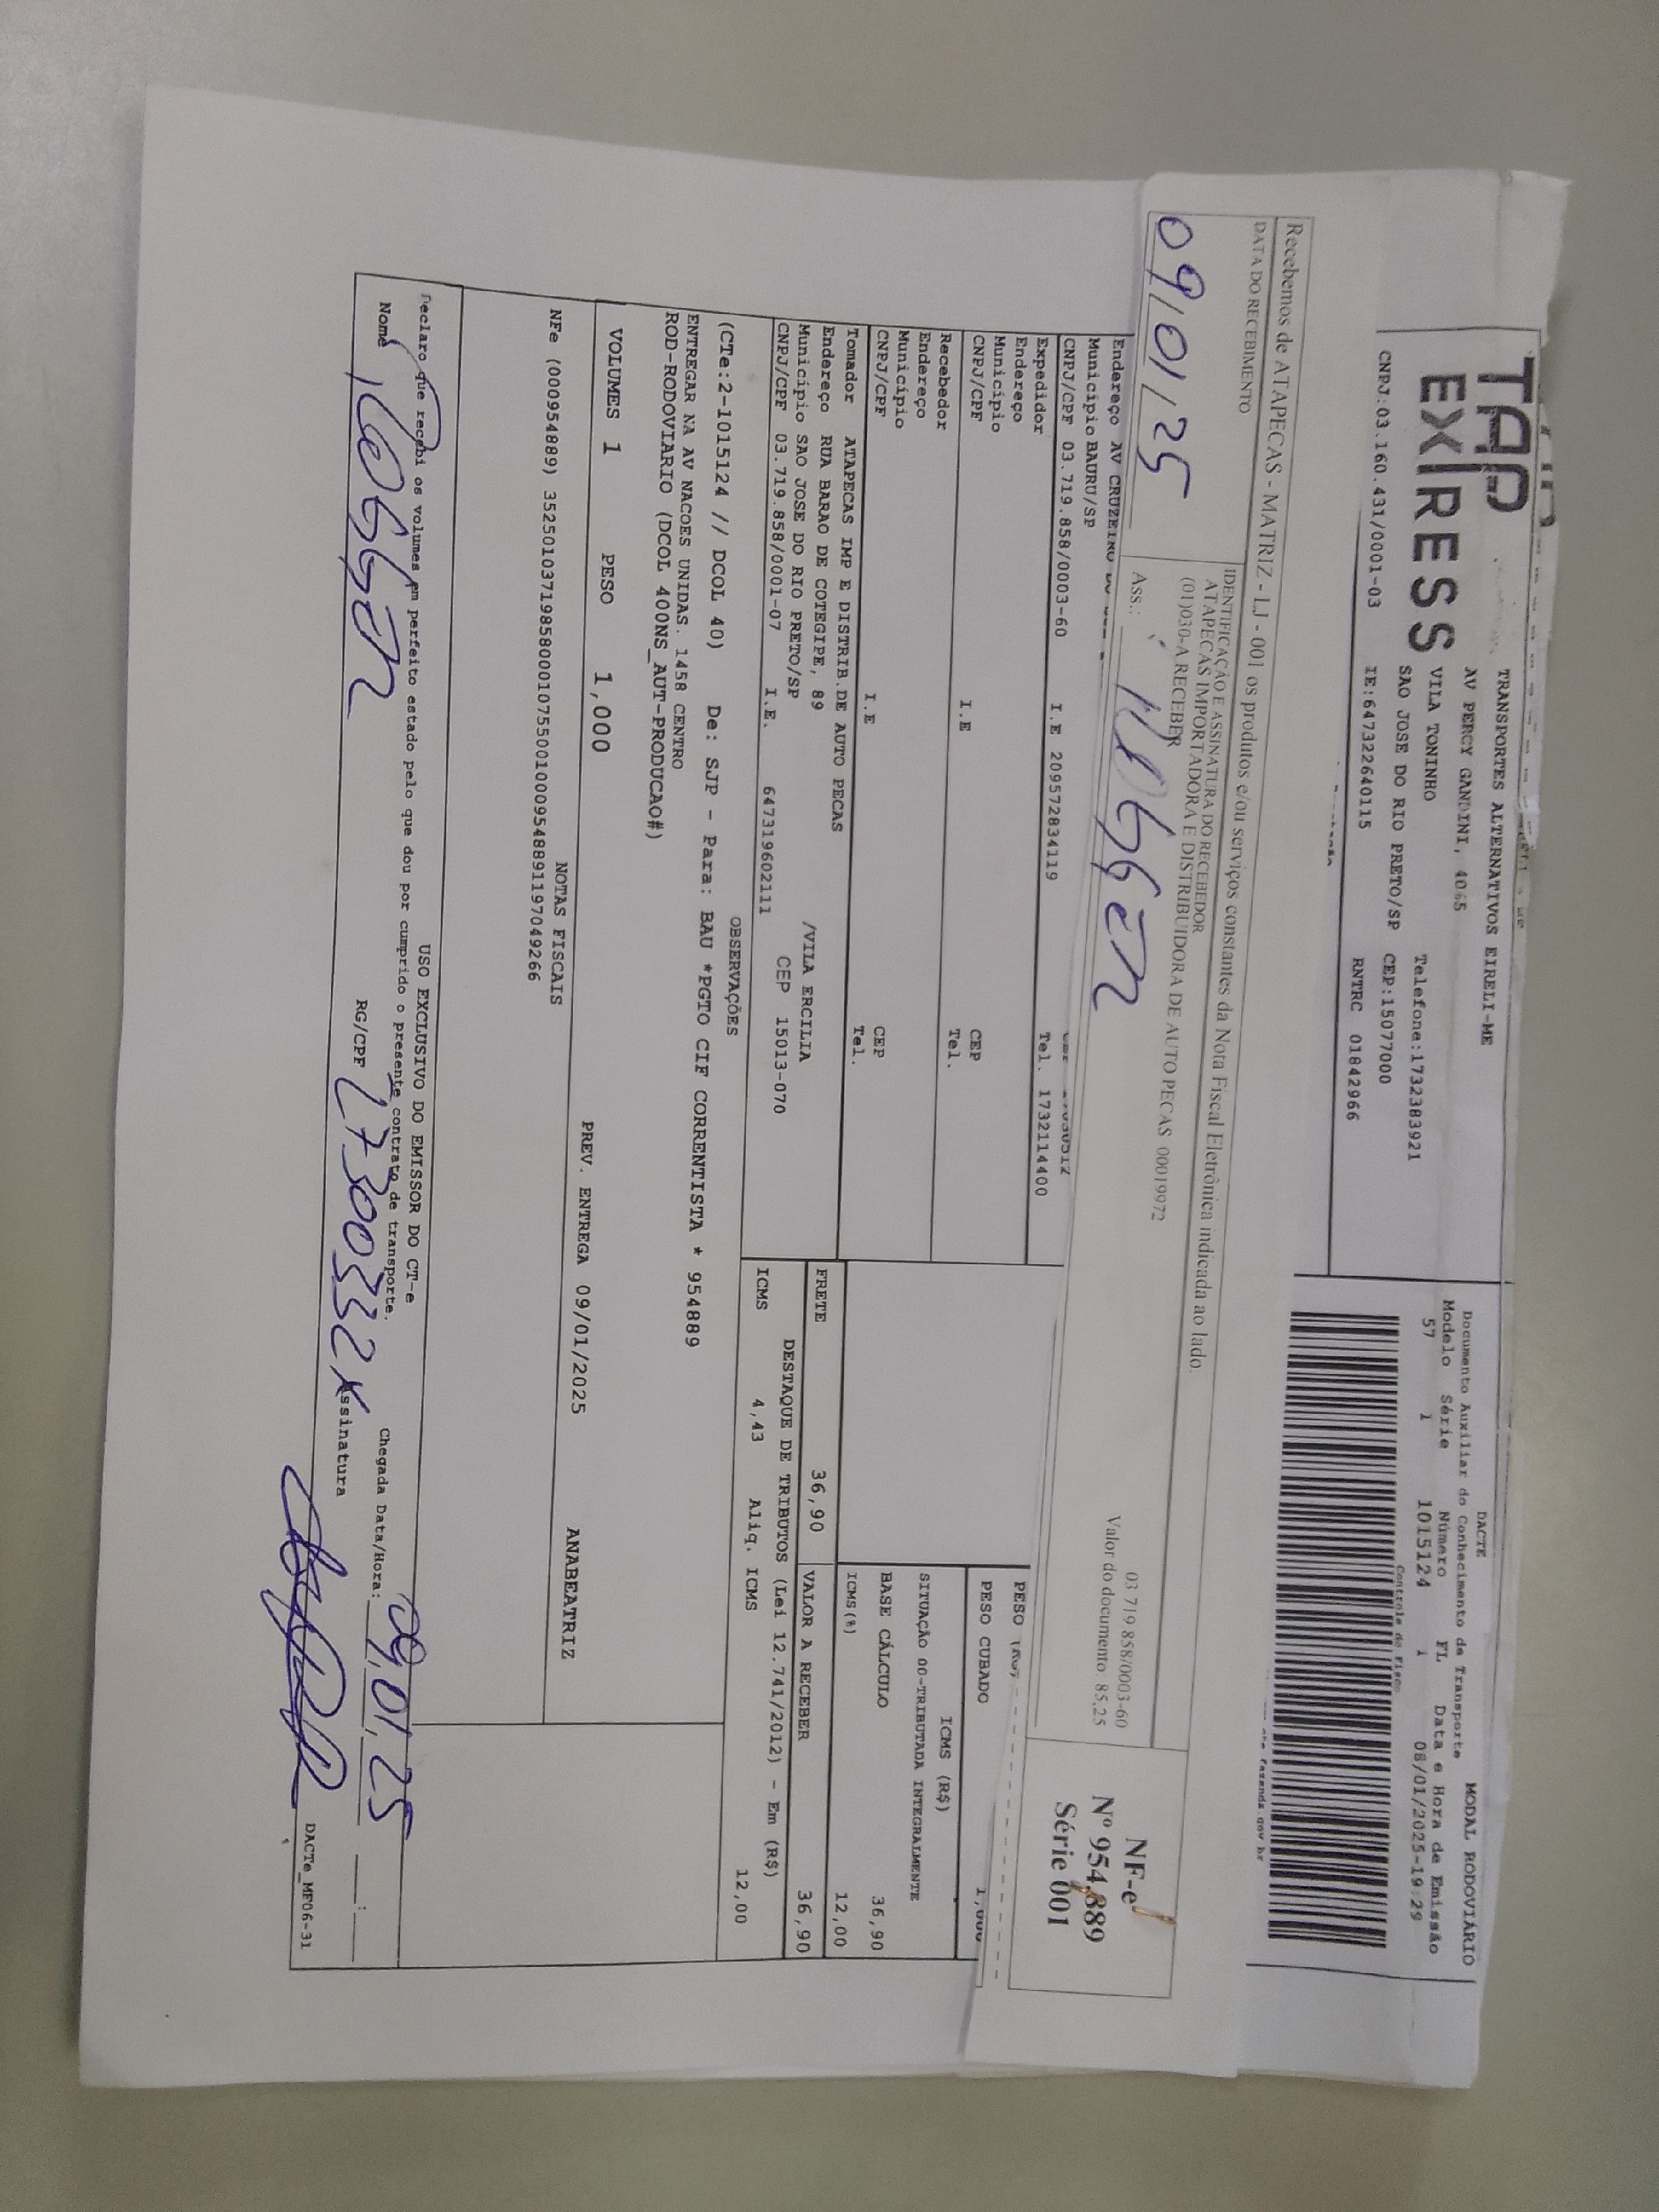 TAP
EXPRESS
TRANSPORTES ALTERNATIVOS EIRELI-ME
AV PERCY GANDINI, 4065
VILA TONINHO
Telefone:1732383921
SAO JOSE DO RIO PRETO/SP
CEP:15077000
CNPJ:03.160.431/0001-03
IE:647322640115
RNTRC 01842966
DACTE
MODAL RODOVIÁRIO
Documento Auxiliar do Conhecimento de Transporte
Modelo Série Número FL Data e Hora de Emissão
57 1 1015124 1 08/01/2025-19:29
Controle do Fisco
fazenda.gov.br
Recebemos de ATAPECAS - MATRIZ - LJ - 001 os produtos e/ou serviços constantes da Nota Fiscal Eletrônica indicada ao lado.
DATA DO RECEBIMENTO
09/01/25
IDENTIFICAÇÃO E ASSINATURA DO RECEBEDOR
ATAPECAS IMPORTADORA E DISTRIBUIDORA DE AUTO PECAS 00019972
(01)030-A RECEBER
03 719 858/0003-60
Ass.:
Valor do documento 85,25
NF-e
Nº 954.889
Série 001
Endereço AV CRUZEIRO
Município BAURU/SP
CNPJ/CPF 03.719.858/0003-60 I.E 209572834119 Tel. 1732114400
Expedidor
Endereço
Município CEP
CNPJ/CPF I.E Tel.
Recebedor
Endereço
Município CEP
CNPJ/CPF I.E Tel.
Tomador ATAPECAS IMP E DISTRIB.DE AUTO PECAS
Endereço RUA BARAO DE COTEGIPE, 89 /VILA ERCILIA
Município SAO JOSE DO RIO PRETO/SP CEP 15013-070
CNPJ/CPF 03.719.858/0001-07 I.E. 647319602111
PESO
PESO CUBADO
ICMS (R$)
SITUAÇÃO 00-TRIBUTADA INTEGRALMENTE
BASE CÁLCULO 36,90
ICMS(%) 12,00
FRETE 36,90 VALOR A RECEBER 36,90
DESTAQUE DE TRIBUTOS (Lei 12.741/2012) - Em (R$)
ICMS 4,43 Aliq. ICMS 12,00
OBSERVAÇÕES
(CTe:2-1015124 // DCOL 40) De: SJP - Para: BAU *PGTO CIF CORRENTISTA * 954889
ENTREGAR NA AV NACOES UNIDAS. 1458 CENTRO
ROD-RODOVIARIO (DCOL 400NS_AUT-PRODUCAO#)
VOLUMES 1 PESO 1,000 PREV. ENTREGA 09/01/2025 ANABEATRIZ
NOTAS FISCAIS
NFe (000954889) 35250103719858000107550010009548891197049266
USO EXCLUSIVO DO EMISSOR DO CT-e
Declaro que recebi os volumes em perfeito estado pelo que dou por cumprido o presente contrato de transporte.
Chegada Data/Hora: 09/01/25 ___:___
Nome RG/CPF 27300332X Assinatura
DACTe_MF06-31